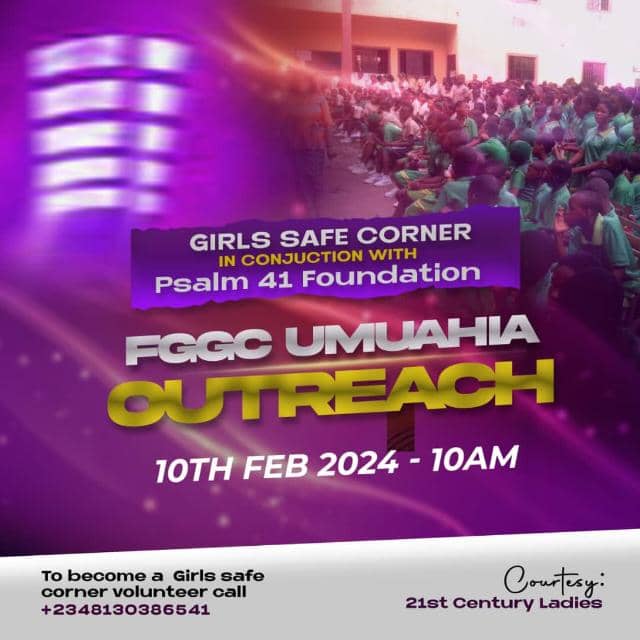 GIRLS SAFE CORNER
IN CONJUCTION WITH
Psalm 41 Foundation
FGGC UMUAHIA
OUTREACH
10TH FEB 2024 - 10AM
To become a Girls safe
corner volunteer call
+2348130386541
Courtesy:
21st Century Ladies